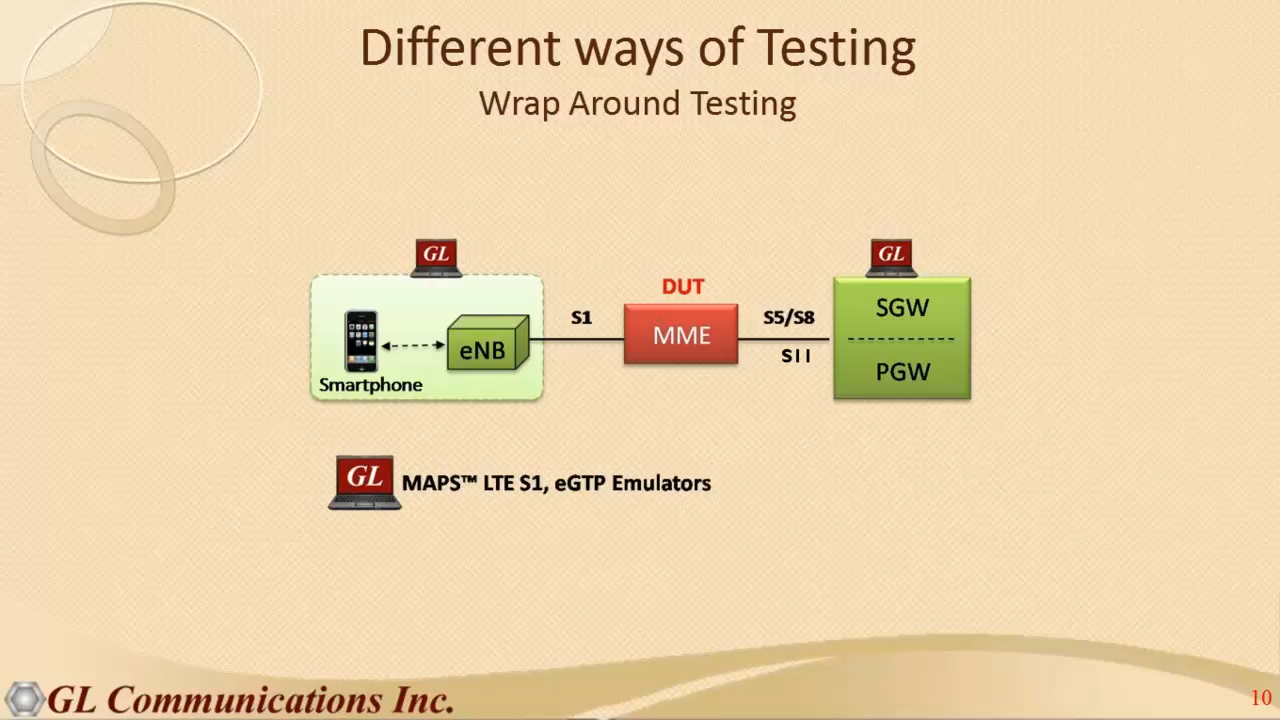 Different ways of Testing
Wrap Around Testing
GL
GL
DUT
S1
S5/S8
SGW
MME
eNB
S11
PGW
Smartphone
GL MAPS™ LTE S1, eGTP Emulators
GL Communications Inc.
10